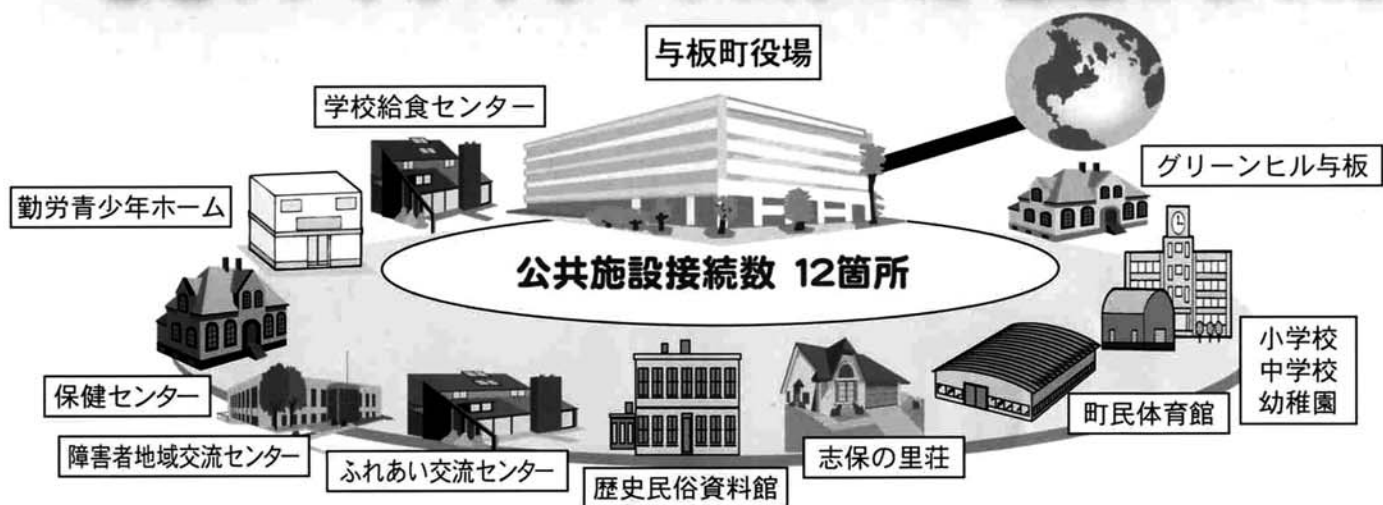 与板町役場
学校給食センター
グリーンヒル与板
勤労青少年ホーム
公共施設接続数 12箇所
小学校
中学校
幼稚園
保健センター
町民体育館
障害者地域交流センター
ふれあい交流センター
志保の里荘
歴史民俗資料館